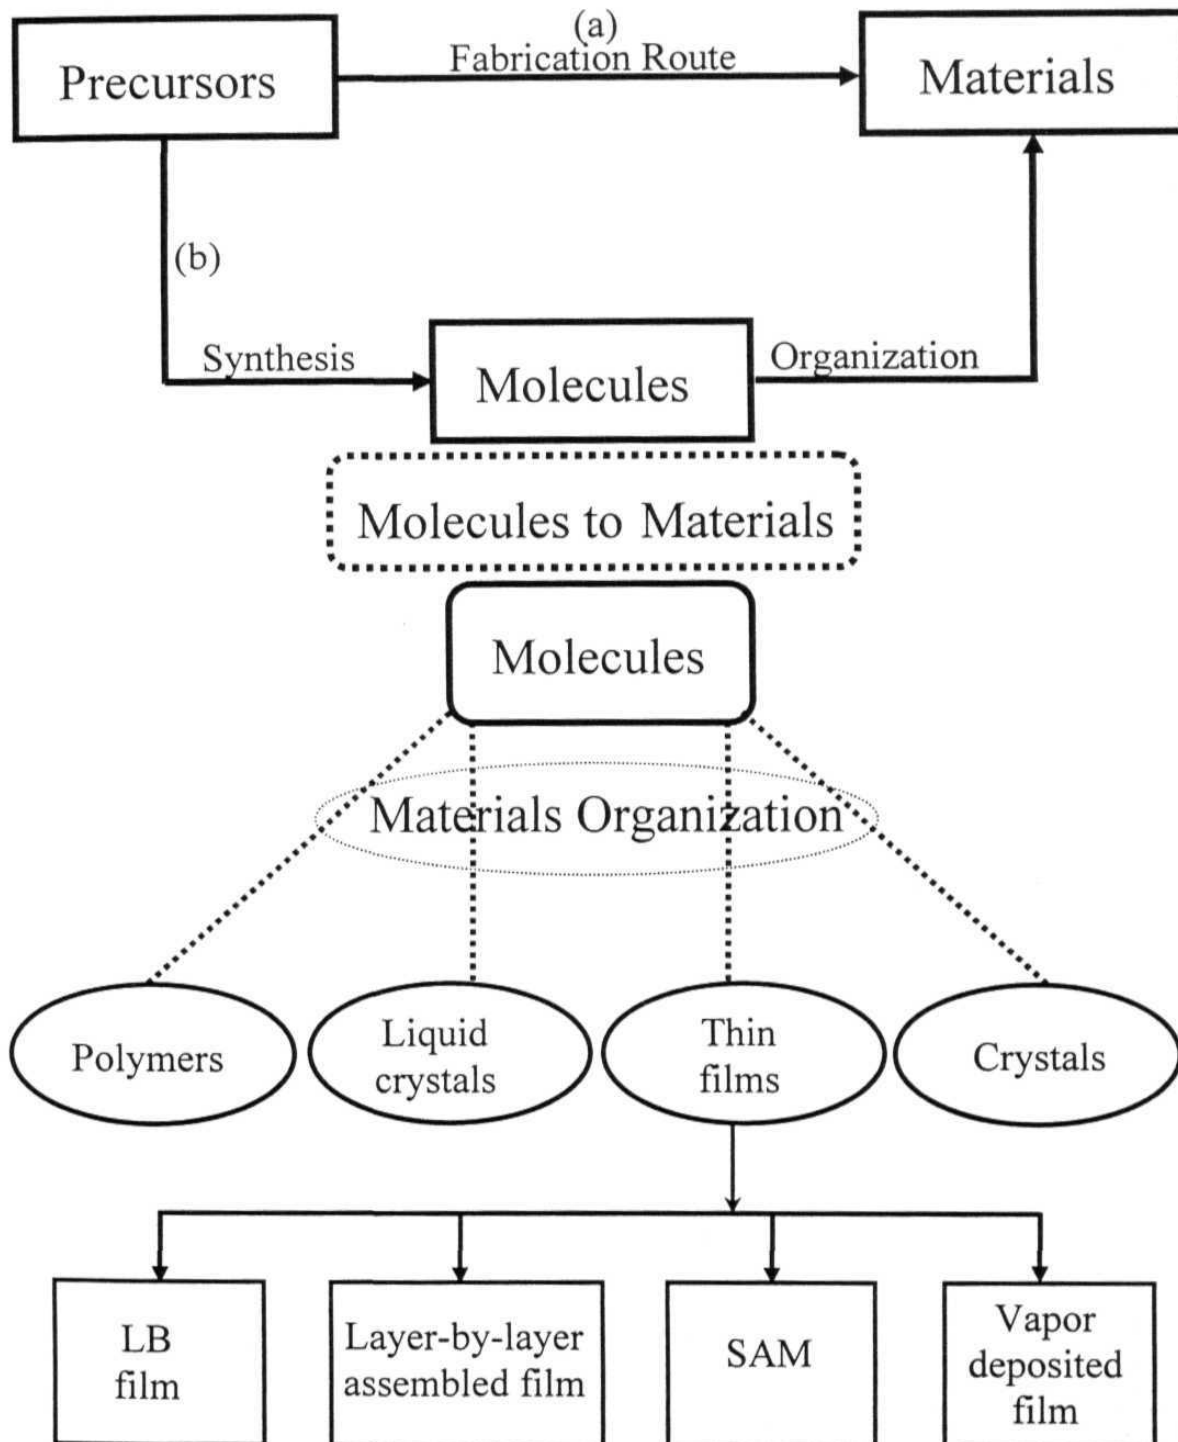 (a)
Fabrication Route
Precursors
Materials
(b)
Synthesis
Organization
Molecules
Molecules to Materials
Molecules
Materials Organization
Polymers
Liquid
crystals
Thin
films
Crystals
LB
film
Layer-by-layer
assembled film
SAM
Vapor
deposited
film